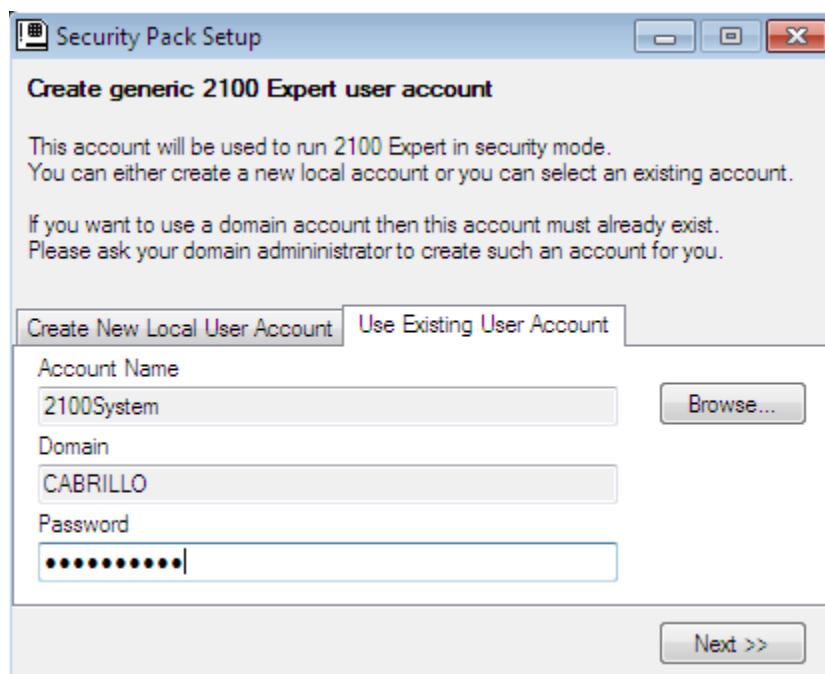 Security Pack Setup
Create generic 2100 Expert user account
This account will be used to run 2100 Expert in security mode.
You can either create a new local account or you can select an existing account.
If you want to use a domain account then this account must already exist.
Please ask your domain admininistrator to create such an account for you.
Create New Local User Account
Use Existing User Account
Account Name
2100System
Browse...
Domain
CABRILLO
Password
●●●●●●●●●●
Next >>